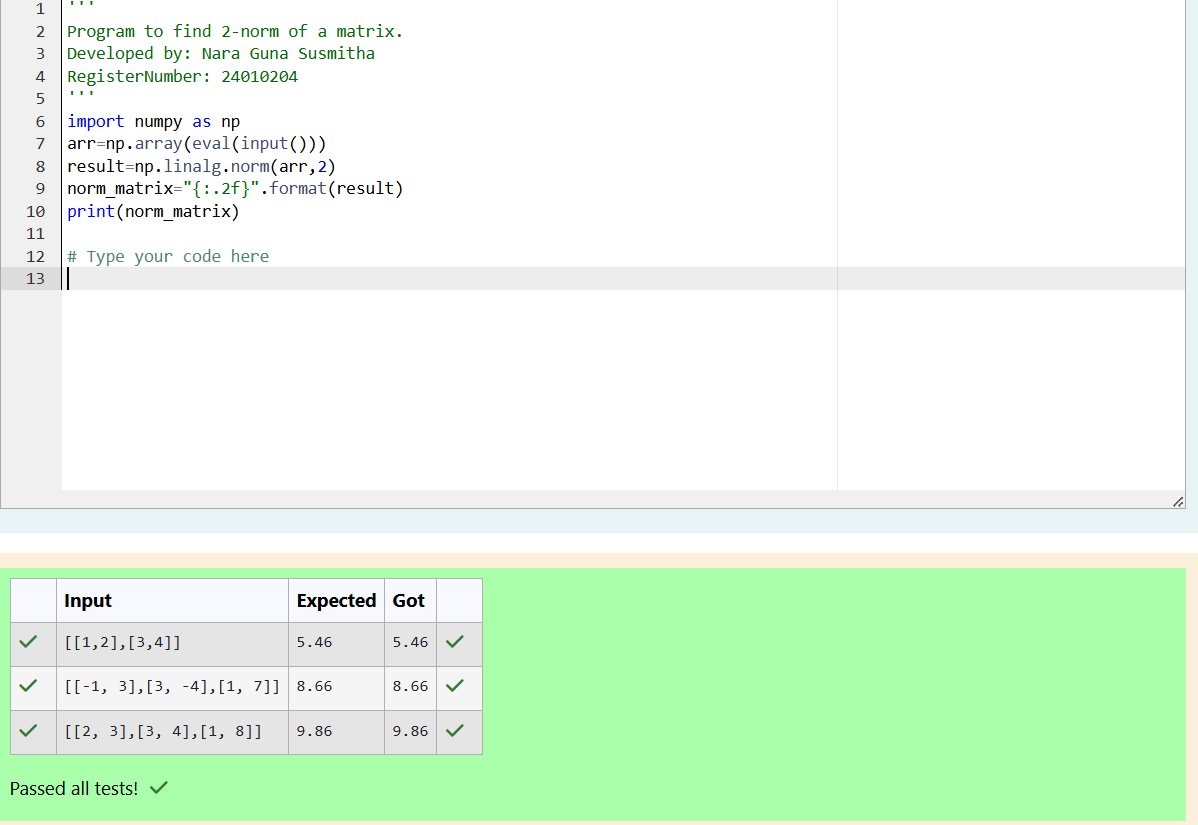 1 '''
2 Program to find 2-norm of a matrix.
3 Developed by: Nara Guna Susmitha
4 RegisterNumber: 24010204
5 '''
6 import numpy as np
7 arr=np.array(eval(input()))
8 result=np.linalg.norm(arr,2)
9 norm_matrix="{:.2f}".format(result)
10 print(norm_matrix)
11
12 # Type your code here
13
Input Expected Got
[[1,2],[3,4]] 5.46 5.46
[[-1, 3],[3, -4],[1, 7]] 8.66 8.66
[[2, 3],[3, 4],[1, 8]] 9.86 9.86
Passed all tests!